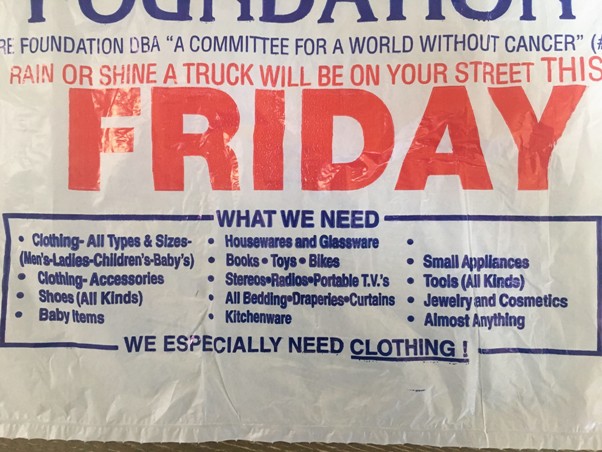 FOUNDATION
RE FOUNDATION DBA "A COMMITTEE FOR A WORLD WITHOUT CANCER" (#
RAIN OR SHINE A TRUCK WILL BE ON YOUR STREET THIS
FRIDAY
WHAT WE NEED
• Clothing- All Types & Sizes-
(Men's-Ladies-Children's-Baby's)
• Clothing- Accessories
• Shoes (All Kinds)
• Baby Items
• Housewares and Glassware
• Books • Toys • Bikes
• Stereos•Radios•Portable T.V.'s
• All Bedding•Draperies•Curtains
• Kitchenware
•
• Small Appliances
• Tools (All Kinds)
• Jewelry and Cosmetics
• Almost Anything
WE ESPECIALLY NEED CLOTHING !